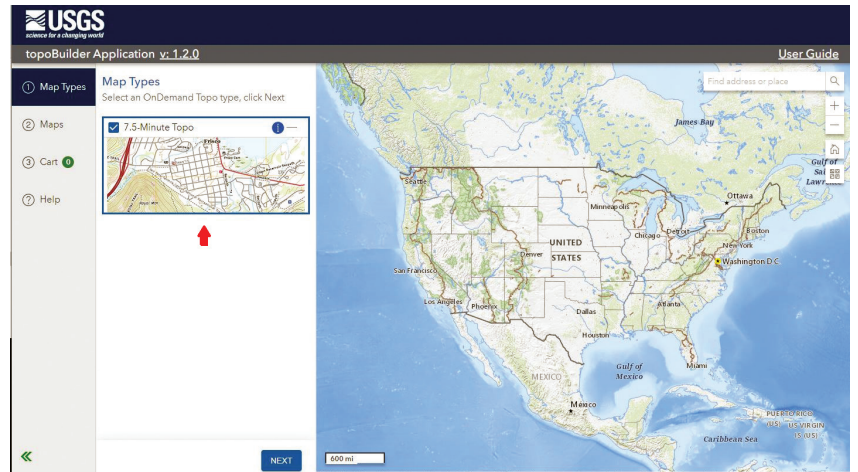 USGS
science for a changing world
topoBuilder Application v: 1.2.0
User Guide
1 Map Types
2 Maps
3 Cart 0
? Help
Map Types
Select an OnDemand Topo type, click Next
7.5-Minute Topo
Frisco
NEXT
Find address or place
James Bay
Gulf of
Seattle
Ottawa
Minneapolis
Chicago
Detroit
Boston
New York
UNITED
STATES
Denver
Washington D C
San Francisco
Los Angeles
Phoenix
Atlanta
Dallas
Houston
Gulf of
Mexico
Miami
MEXICO
Mexico
PUERTO RICO
(US)
US VIRGIN
IS (US)
Caribbean Sea
600 mi